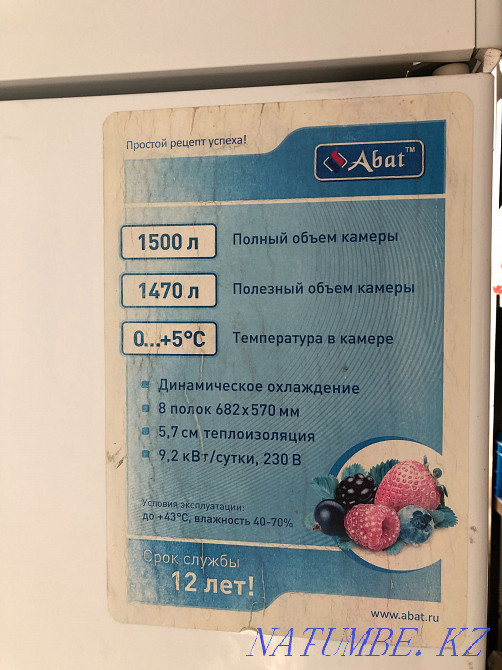 Простой рецепт успеха!
Abat™
1500 л Полный объем камеры
1470 л Полезный объем камеры
0...+5°C Температура в камере
Динамическое охлаждение
8 полок 682x570 мм
5,7 см теплоизоляция
9,2 кВт/сутки, 230 В
Условия эксплуатации:
до +43°C, влажность 40-70%
Срок службы
12 лет!
www.abat.ru
NATUMBE.KZ